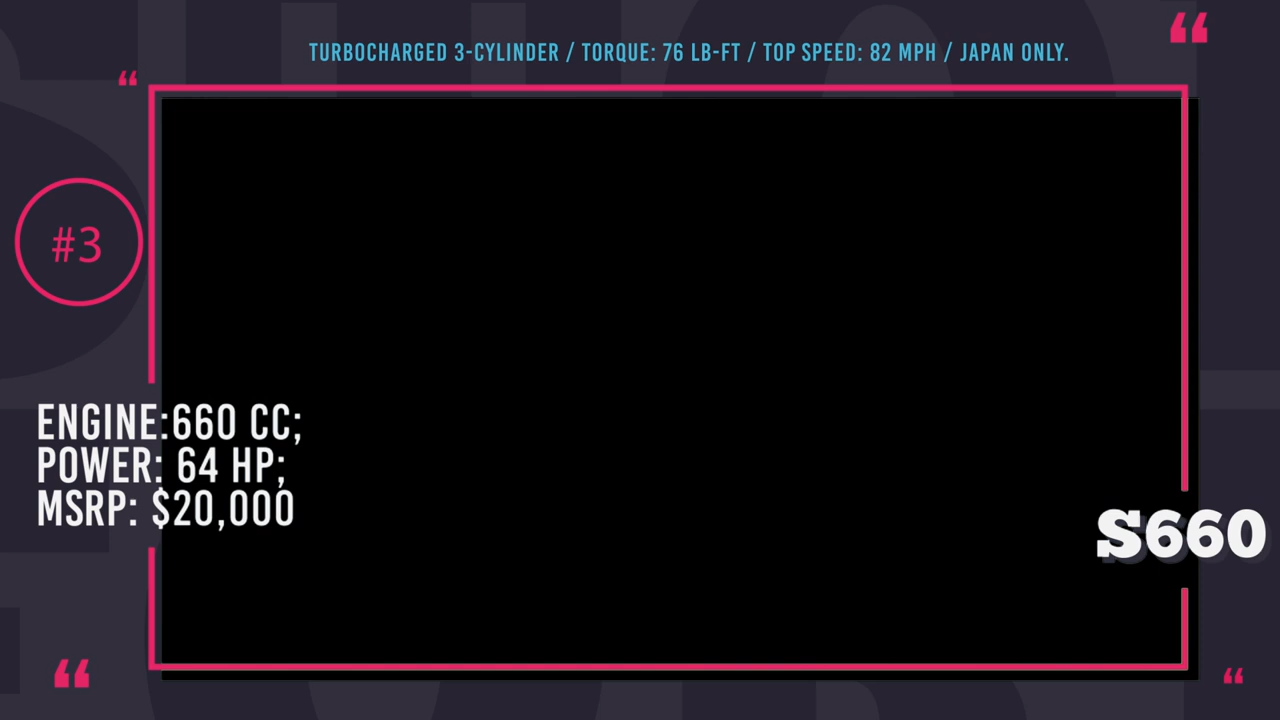 TURBOCHARGED 3-CYLINDER / TORQUE: 76 LB-FT / TOP SPEED: 82 MPH / JAPAN ONLY.
#3
ENGINE:660 CC;
POWER: 64 HP;
MSRP: $20,000
S660